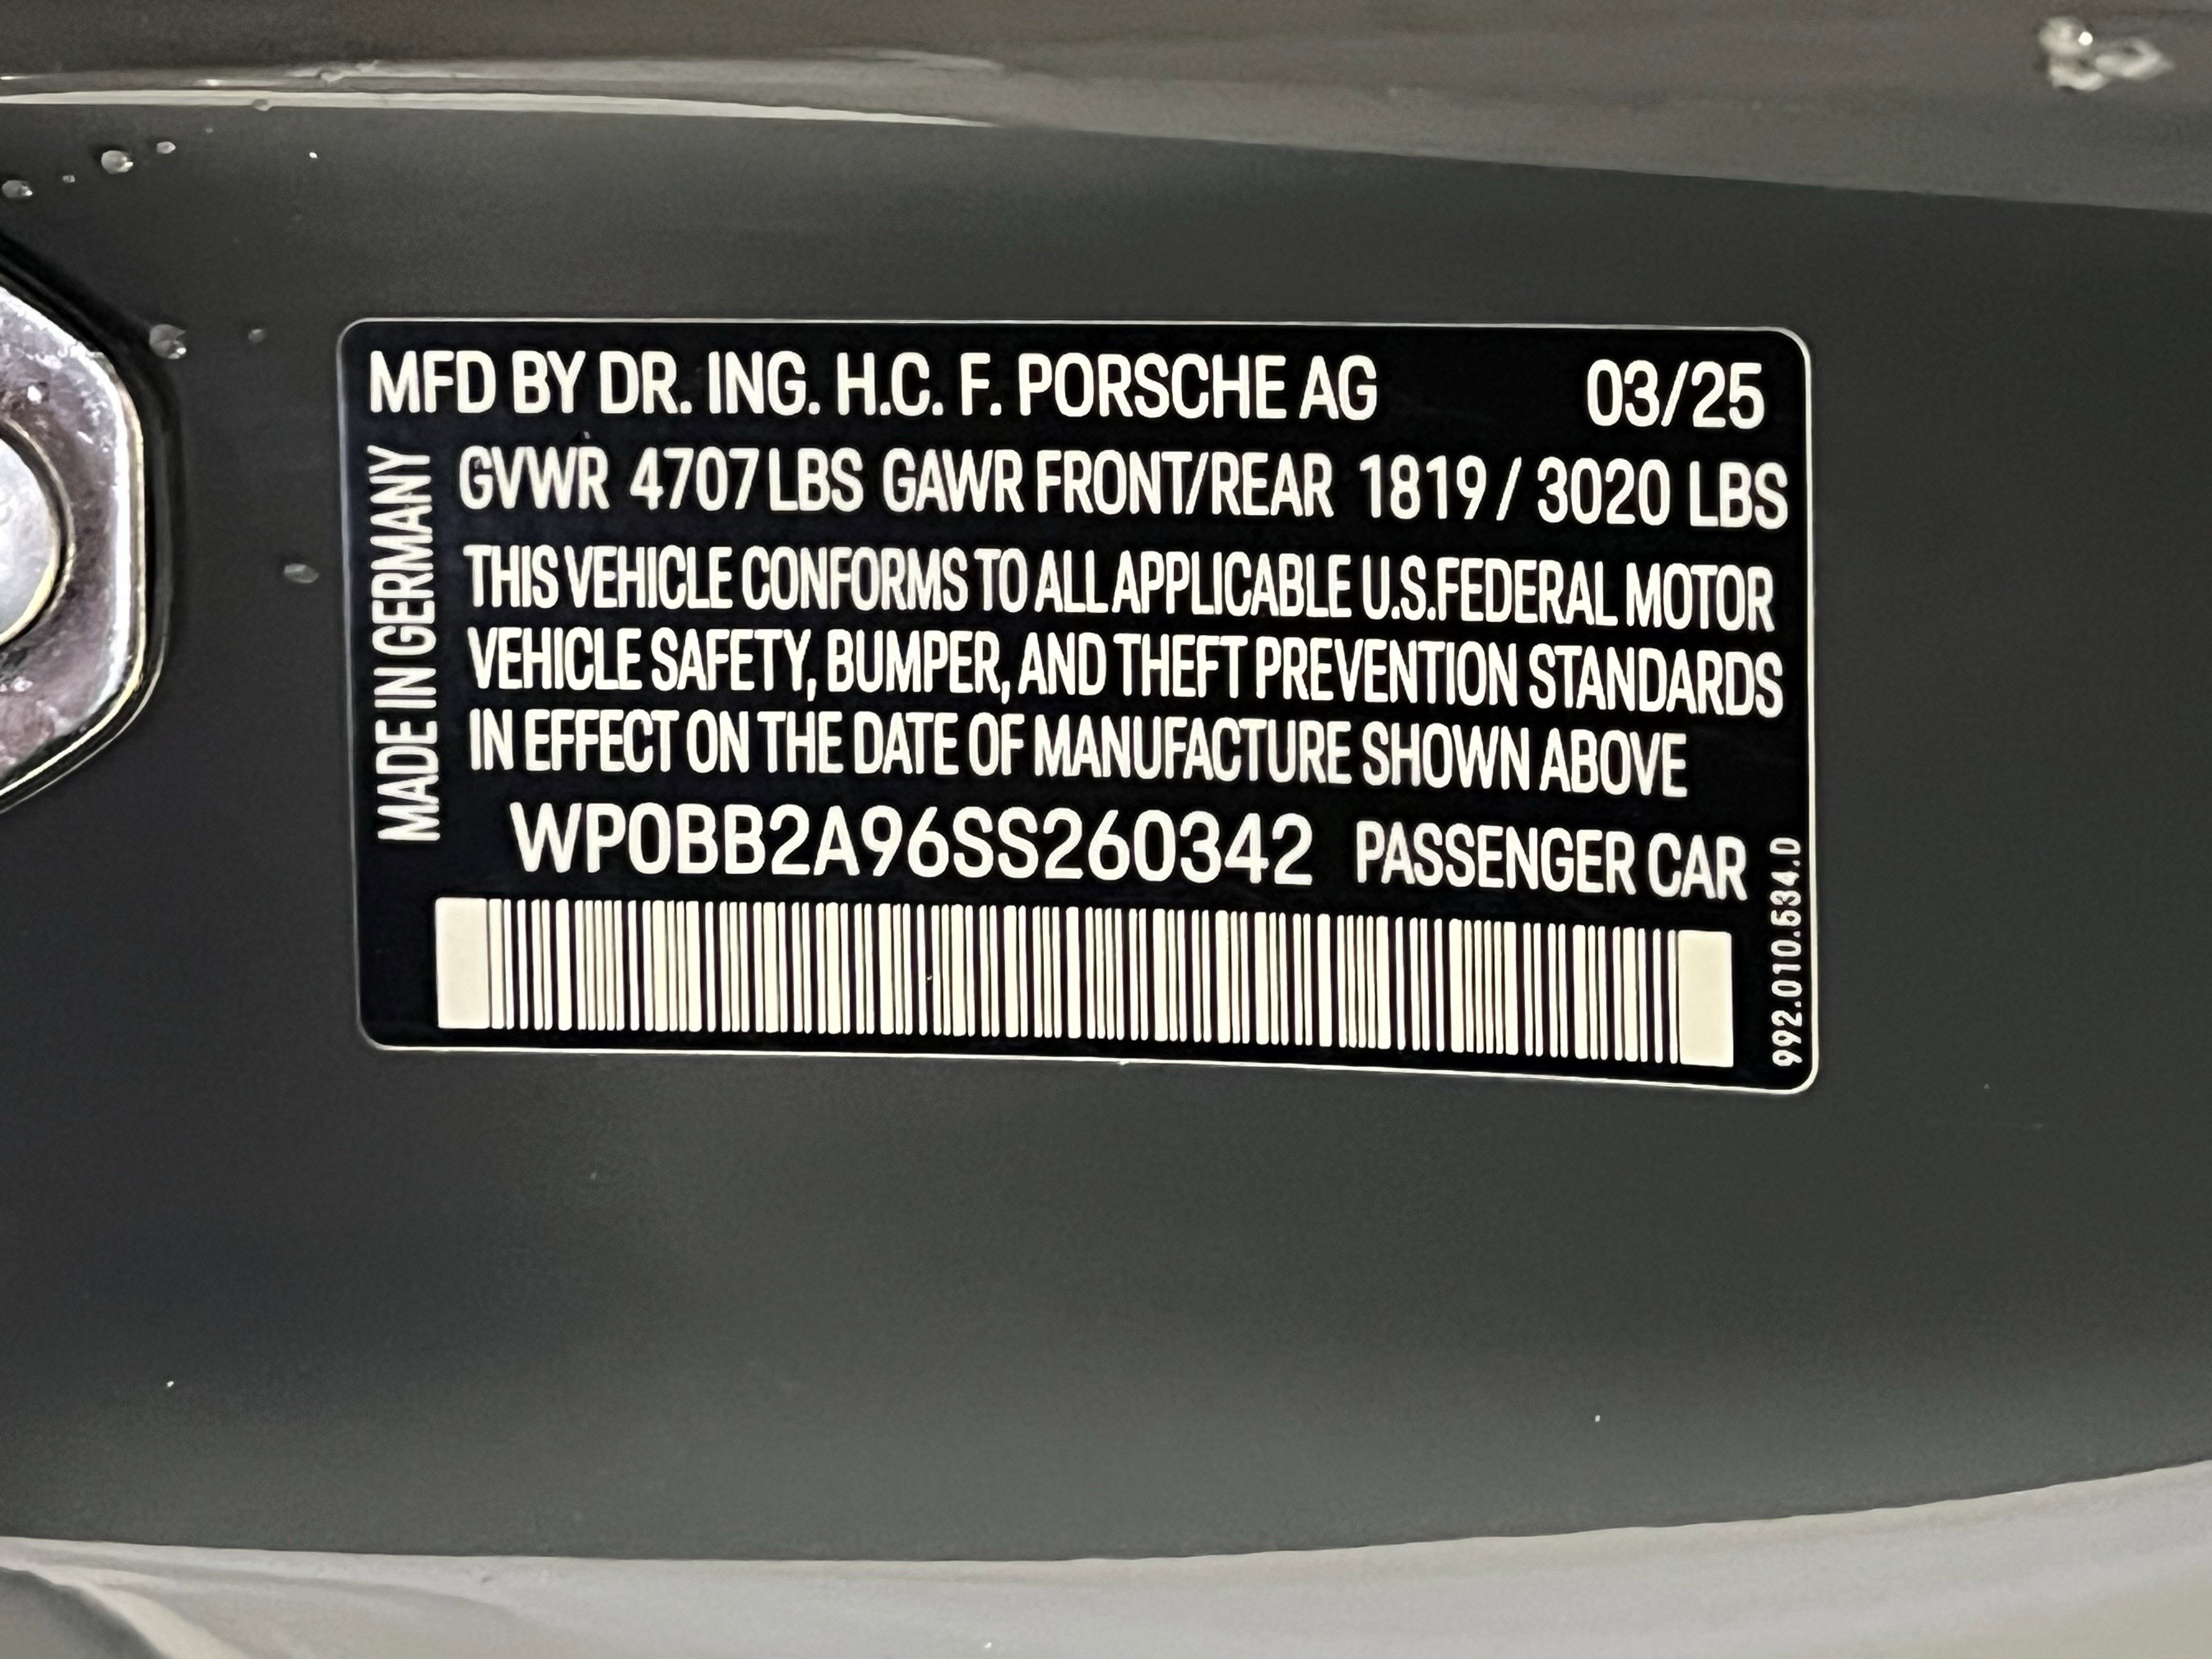 MFD BY DR. ING. H.C. F. PORSCHE AG 03/25
MADE IN GERMANY
GVWR 4707 LBS GAWR FRONT/REAR 1819 / 3020 LBS
THIS VEHICLE CONFORMS TO ALL APPLICABLE U.S.FEDERAL MOTOR
VEHICLE SAFETY, BUMPER, AND THEFT PREVENTION STANDARDS
IN EFFECT ON THE DATE OF MANUFACTURE SHOWN ABOVE
WP0BB2A96SS260342 PASSENGER CAR
992.010.534.D